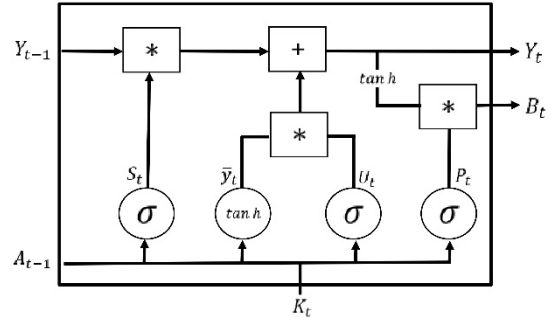 Y_{t-1} * + Y_t
tan h
* B_t
*
S_t ȳ_t U_t P_t
σ tan h σ σ
A_{t-1}
K_t